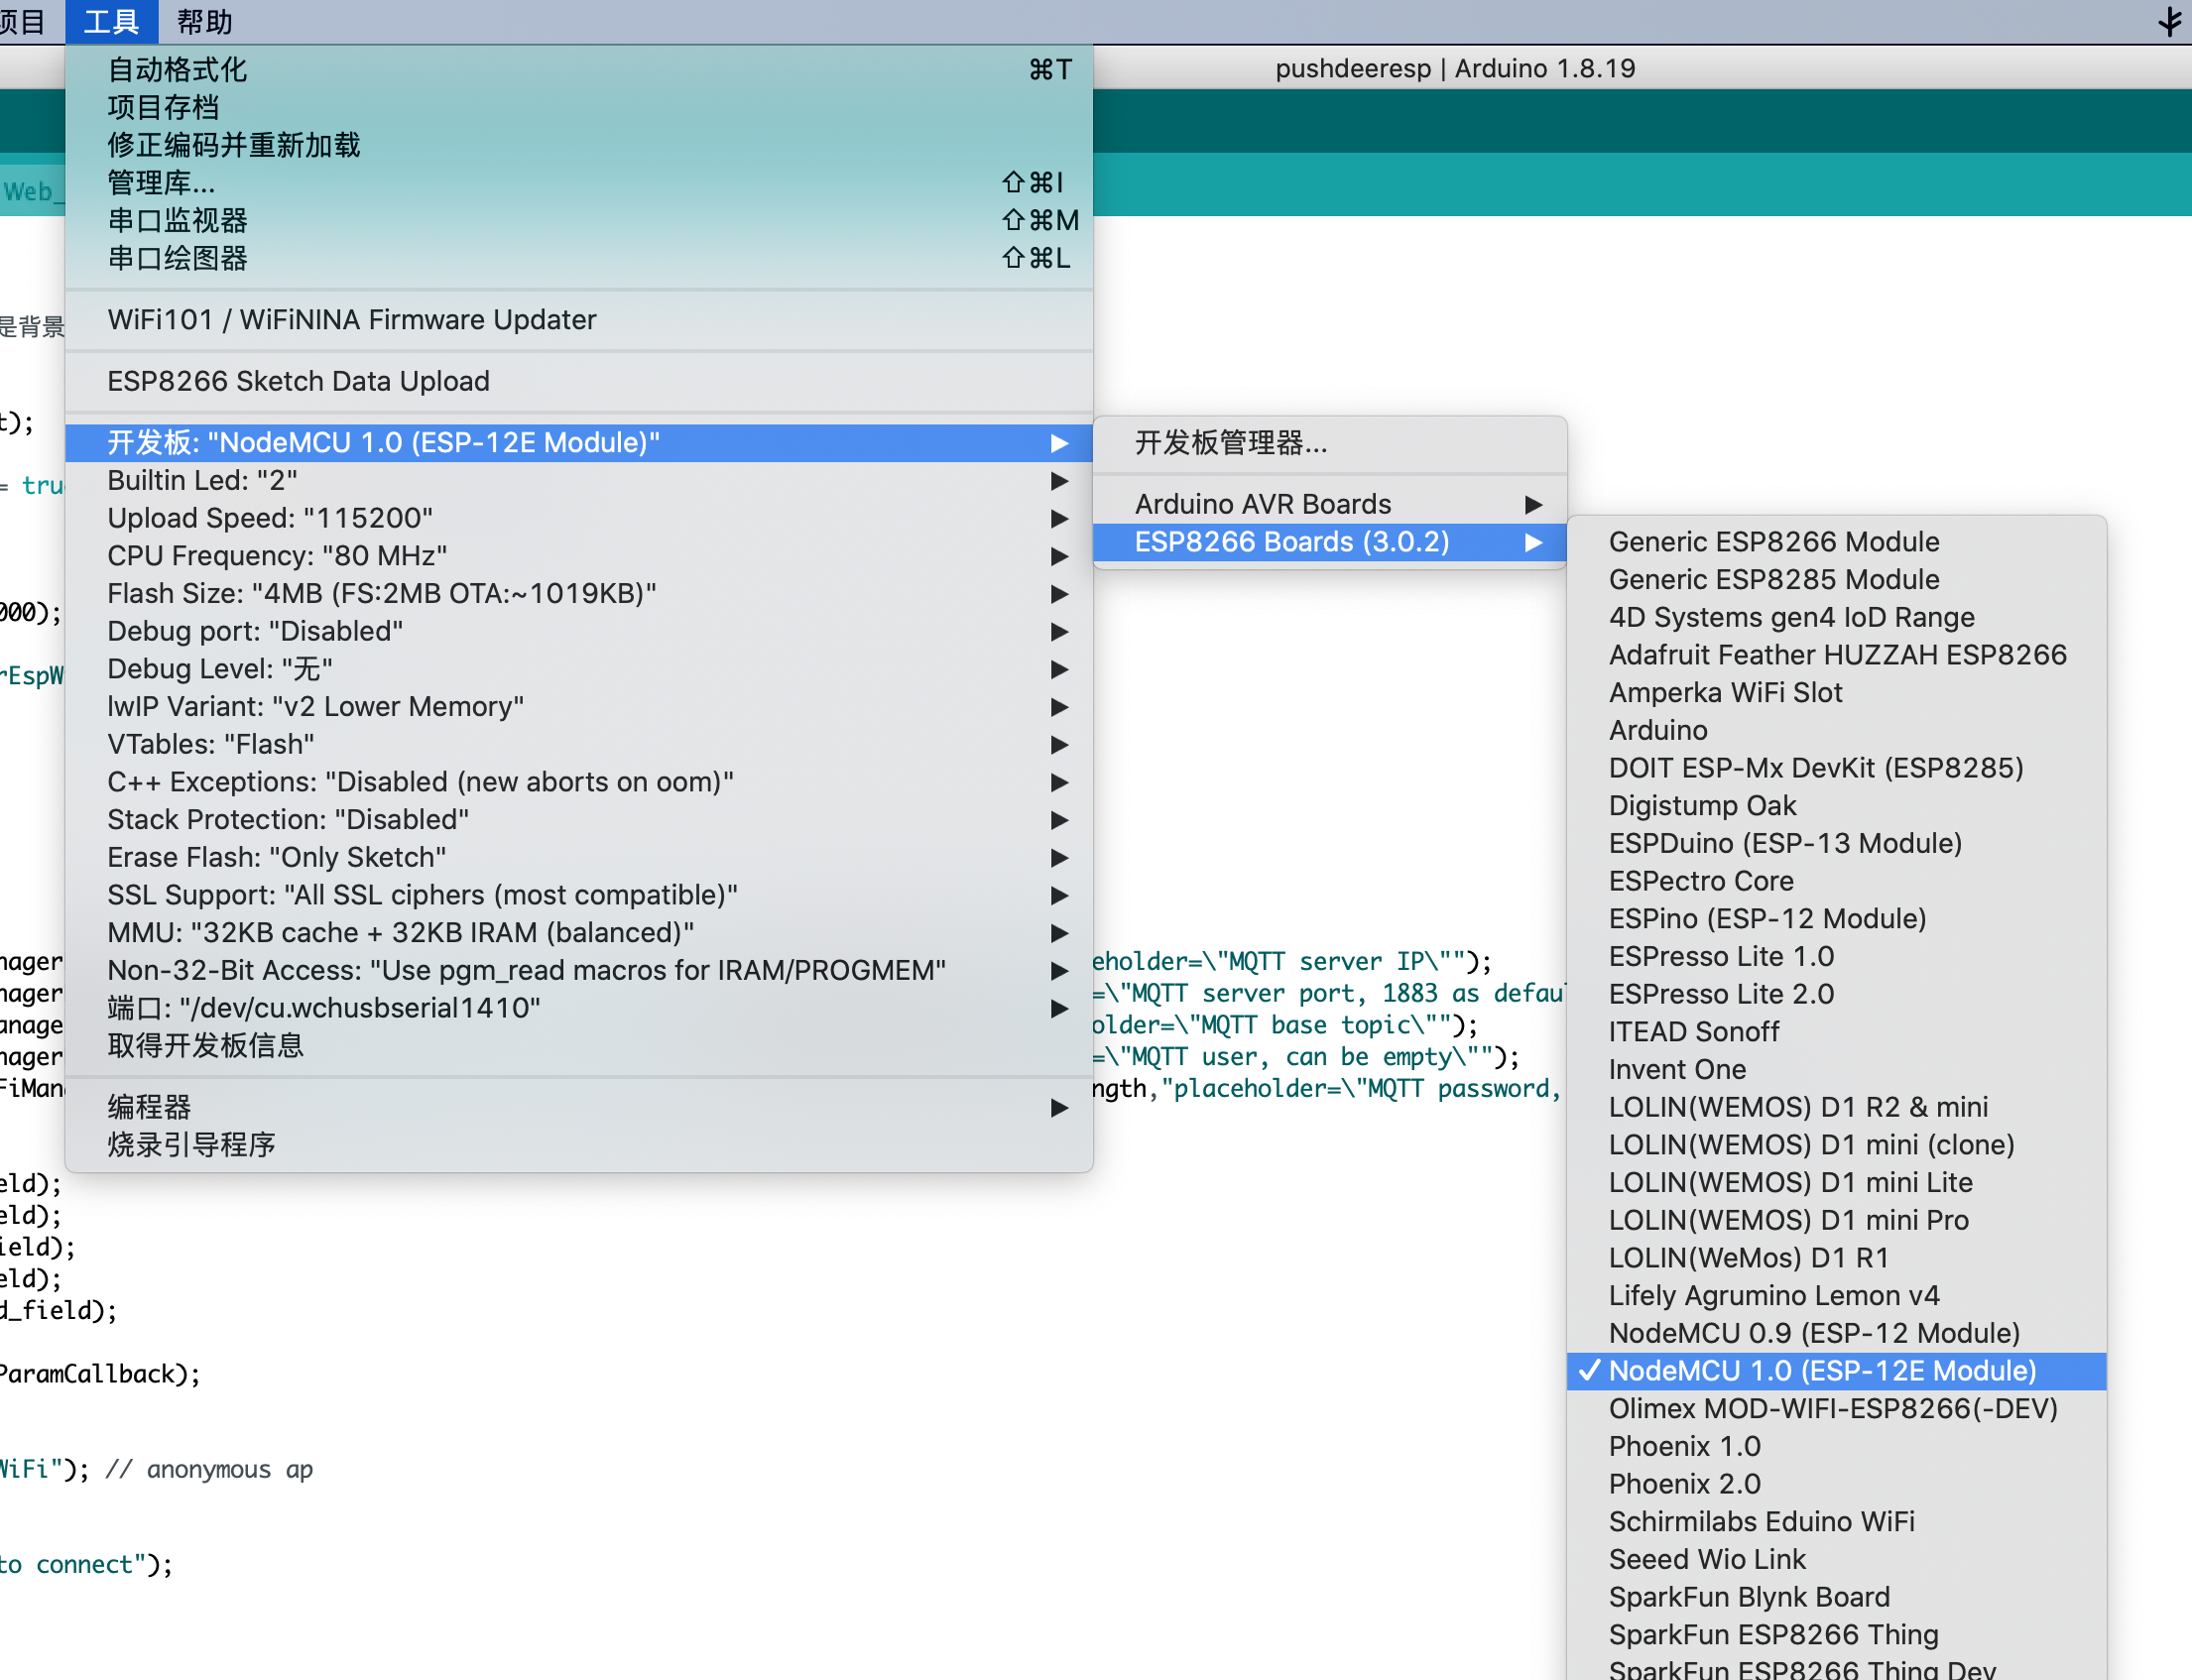 项目 工具 帮助
pushdeeresp | Arduino 1.8.19
自动格式化 ⌘T
项目存档
修正编码并重新加载
管理库... ⇧⌘I
串口监视器 ⇧⌘M
串口绘图器 ⇧⌘L
WiFi101 / WiFiNINA Firmware Updater
ESP8266 Sketch Data Upload
开发板: "NodeMCU 1.0 (ESP-12E Module)"
Builtin Led: "2"
Upload Speed: "115200"
CPU Frequency: "80 MHz"
Flash Size: "4MB (FS:2MB OTA:~1019KB)"
Debug port: "Disabled"
Debug Level: "无"
lwIP Variant: "v2 Lower Memory"
VTables: "Flash"
C++ Exceptions: "Disabled (new aborts on oom)"
Stack Protection: "Disabled"
Erase Flash: "Only Sketch"
SSL Support: "All SSL ciphers (most compatible)"
MMU: "32KB cache + 32KB IRAM (balanced)"
Non-32-Bit Access: "Use pgm_read macros for IRAM/PROGMEM"
端口: "/dev/cu.wchusbserial1410"
取得开发板信息
编程器
烧录引导程序
开发板管理器...
Arduino AVR Boards
ESP8266 Boards (3.0.2)
Generic ESP8266 Module
Generic ESP8285 Module
4D Systems gen4 IoD Range
Adafruit Feather HUZZAH ESP8266
Amperka WiFi Slot
Arduino
DOIT ESP-Mx DevKit (ESP8285)
Digistump Oak
ESPDuino (ESP-13 Module)
ESPectro Core
ESPino (ESP-12 Module)
ESPresso Lite 1.0
ESPresso Lite 2.0
ITEAD Sonoff
Invent One
LOLIN(WEMOS) D1 R2 & mini
LOLIN(WEMOS) D1 mini (clone)
LOLIN(WEMOS) D1 mini Lite
LOLIN(WEMOS) D1 mini Pro
LOLIN(WeMos) D1 R1
Lifely Agrumino Lemon v4
NodeMCU 0.9 (ESP-12 Module)
✓ NodeMCU 1.0 (ESP-12E Module)
Olimex MOD-WIFI-ESP8266(-DEV)
Phoenix 1.0
Phoenix 2.0
Schirmilabs Eduino WiFi
Seeed Wio Link
SparkFun Blynk Board
SparkFun ESP8266 Thing
SparkFun ESP8266 Thing Dev
Web_
是背景
t);
= tru
000);
rEspW
nager eholder=\"MQTT server IP\"");
nager =\"MQTT server port, 1883 as defau
anage older=\"MQTT base topic\"");
nager =\"MQTT user, can be empty\"");
FiMan ngth,"placeholder=\"MQTT password,
eld);
eld);
ield);
eld);
d_field);
ParamCallback);
WiFi"); // anonymous ap
to connect");